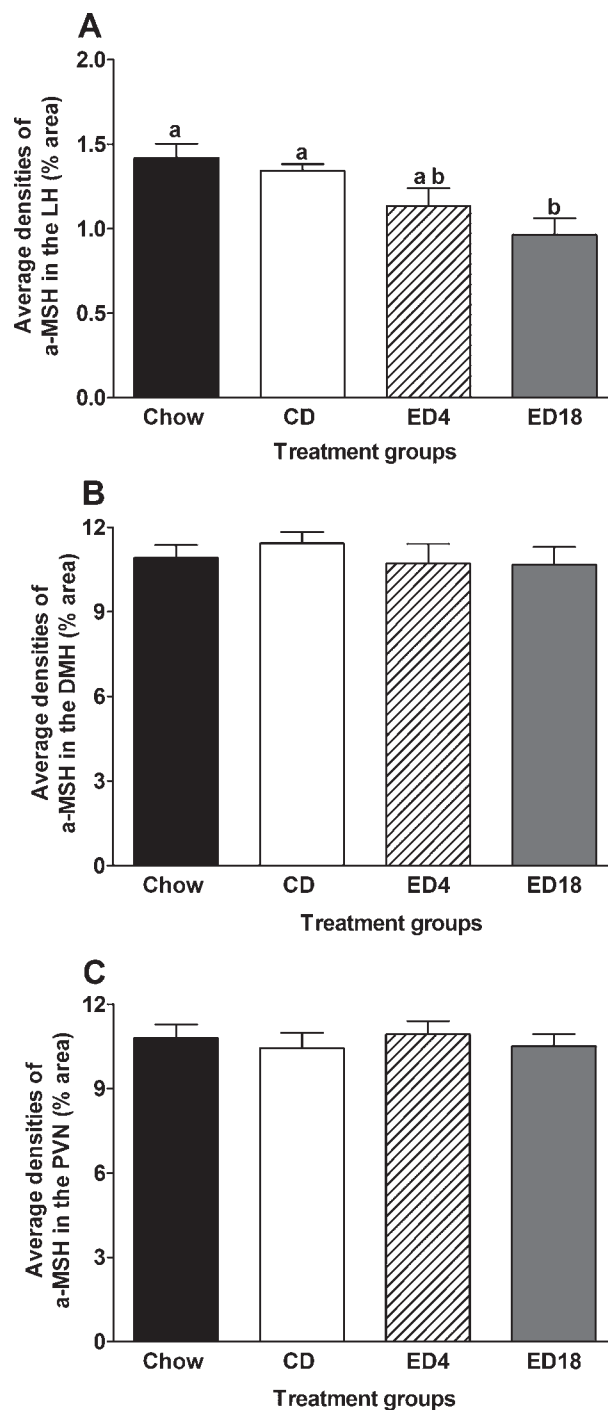 A
Average densities of
a-MSH in the LH (% area)
2.0
1.5
1.0
0.5
0.0
a
a
a b
b
Chow CD ED4 ED18
Treatment groups
B
Average densities of
a-MSH in the DMH (% area)
12
9
6
3
0
Chow CD ED4 ED18
Treatment groups
C
Average densities of
a-MSH in the PVN (% area)
12
9
6
3
0
Chow CD ED4 ED18
Treatment groups